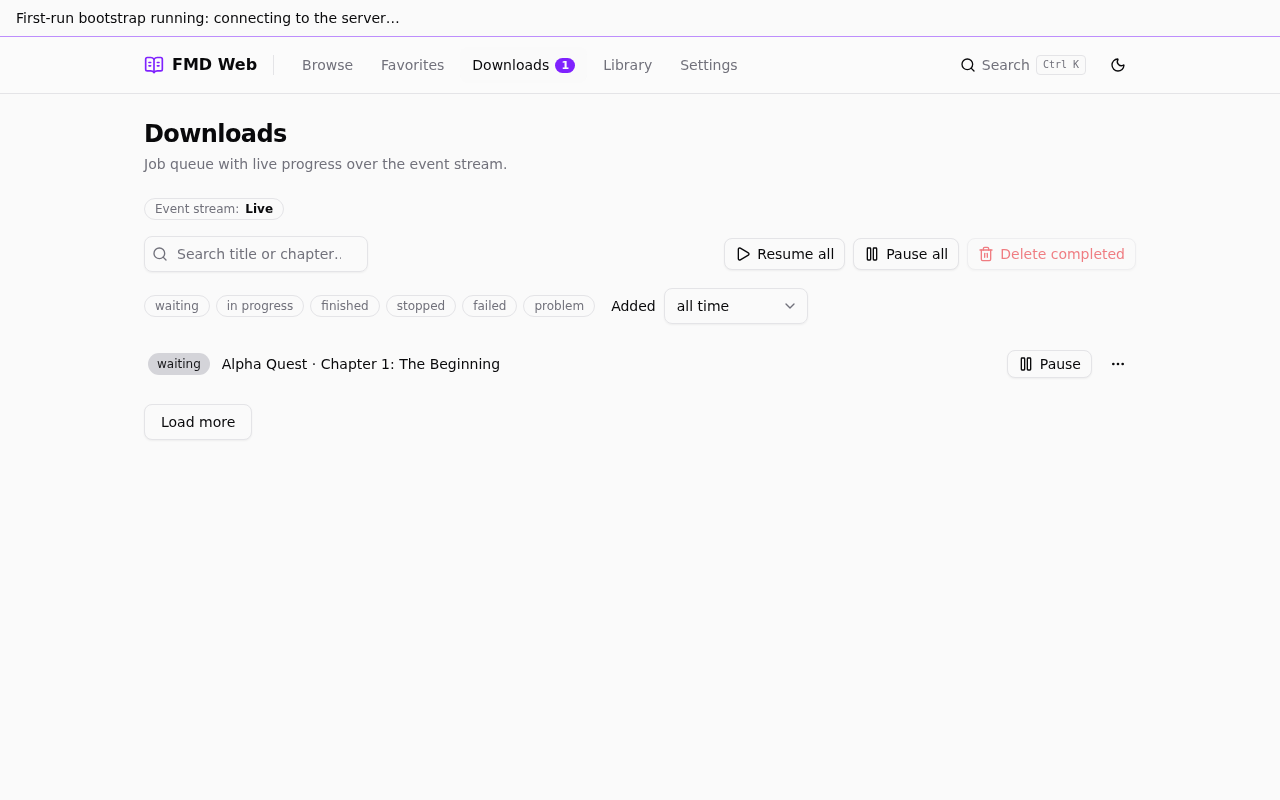 First-run bootstrap running: connecting to the server…
FMD Web
Browse
Favorites
Downloads 1
Library
Settings
Search Ctrl K
Downloads
Job queue with live progress over the event stream.
Event stream: Live
Search title or chapter..
Resume all
Pause all
Delete completed
waiting
in progress
finished
stopped
failed
problem
Added
all time
waiting
Alpha Quest · Chapter 1: The Beginning
Pause
Load more